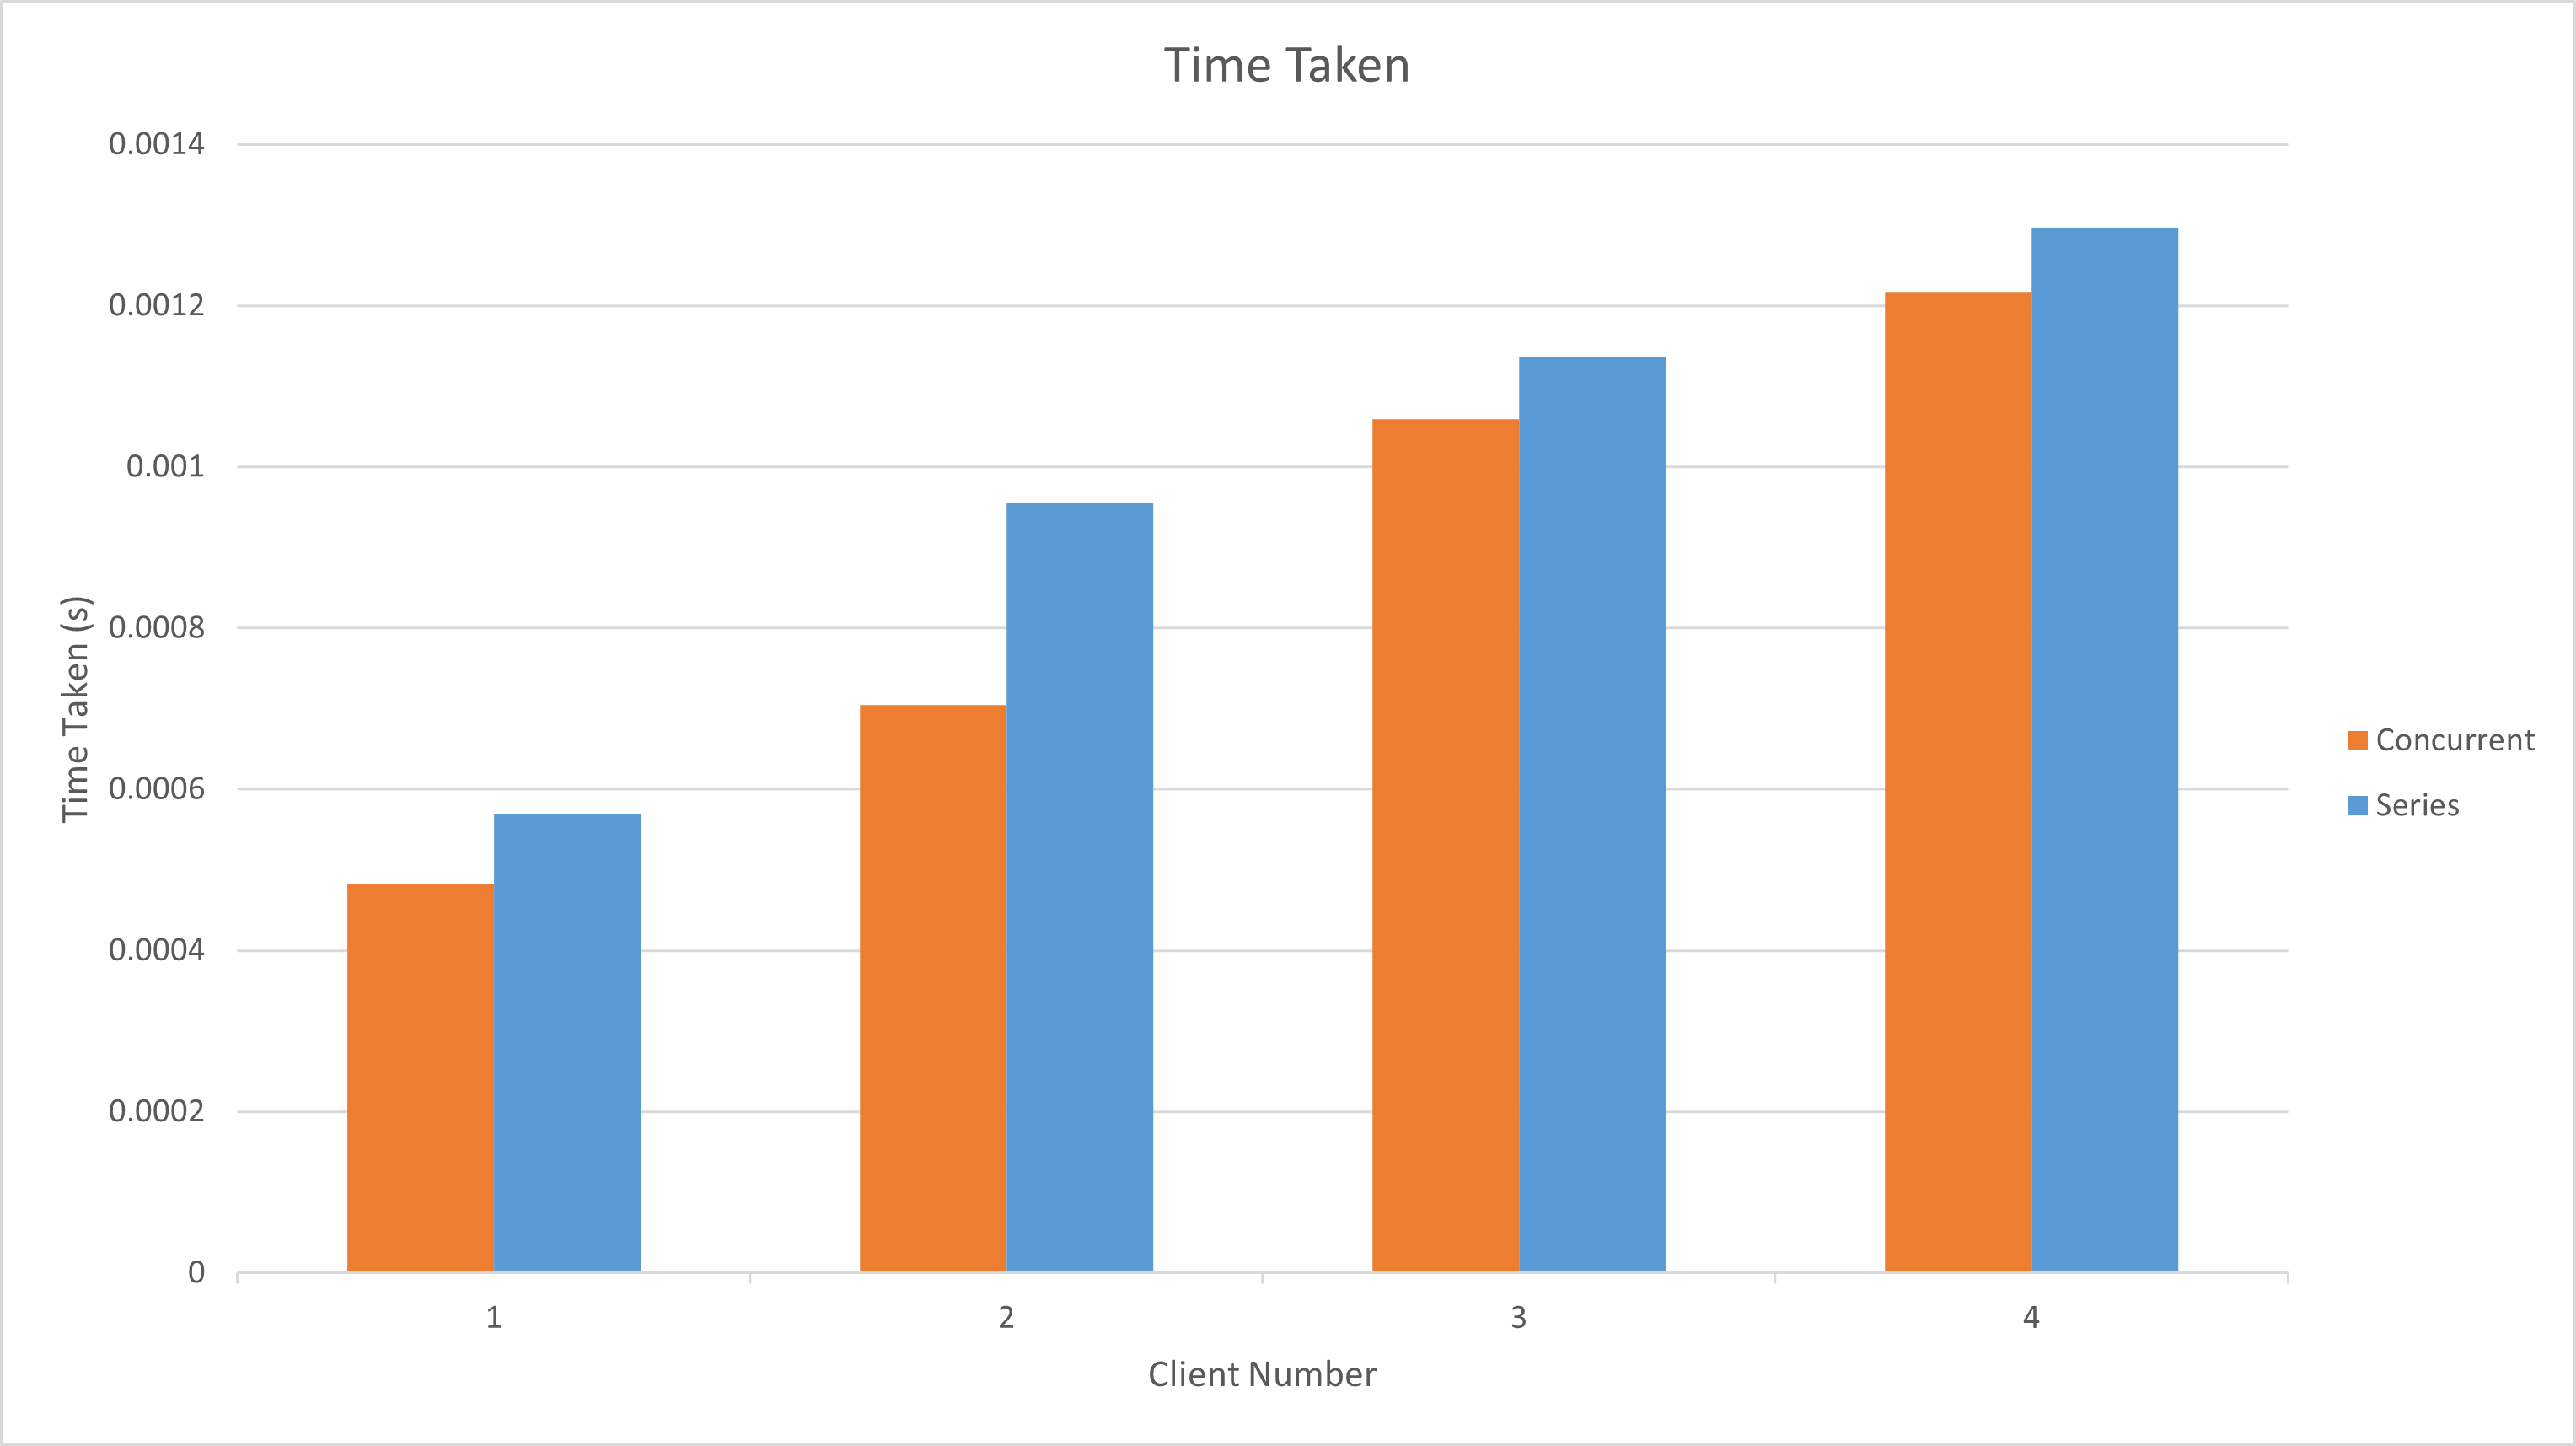 Time Taken
0.0014
0.0012
0.001
0.0008
0.0006
0.0004
0.0002
0
Time Taken (s)
1 2 3 4
Client Number
Concurrent
Series